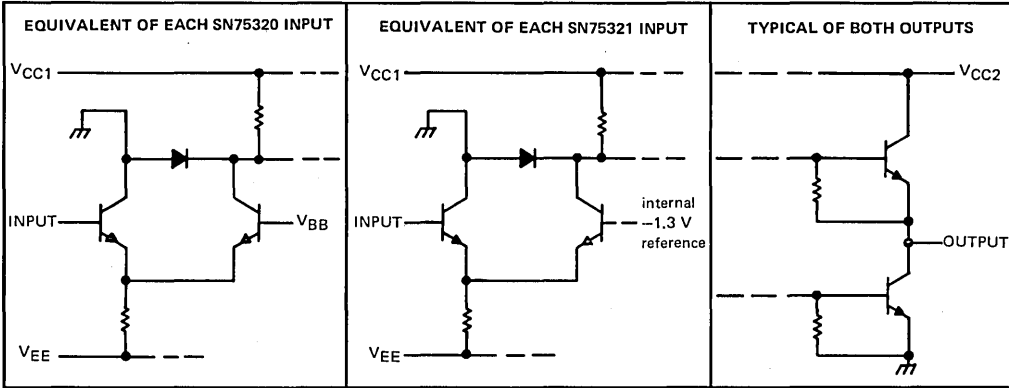 EQUIVALENT OF EACH SN75320 INPUT
VCC1
INPUT
VBB
VEE
EQUIVALENT OF EACH SN75321 INPUT
VCC1
INPUT
internal
–1.3 V
reference
VEE
TYPICAL OF BOTH OUTPUTS
VCC2
OUTPUT